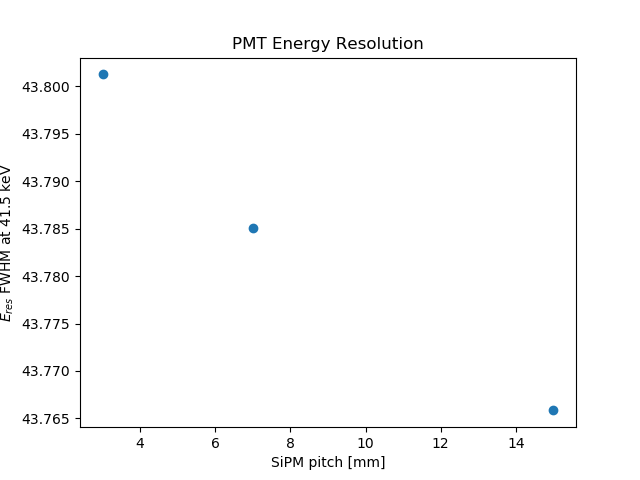 PMT Energy Resolution
43.800
43.795
43.790
43.785
43.780
43.775
43.770
43.765
E_res FWHM at 41.5 keV
4 6 8 10 12 14
SiPM pitch [mm]